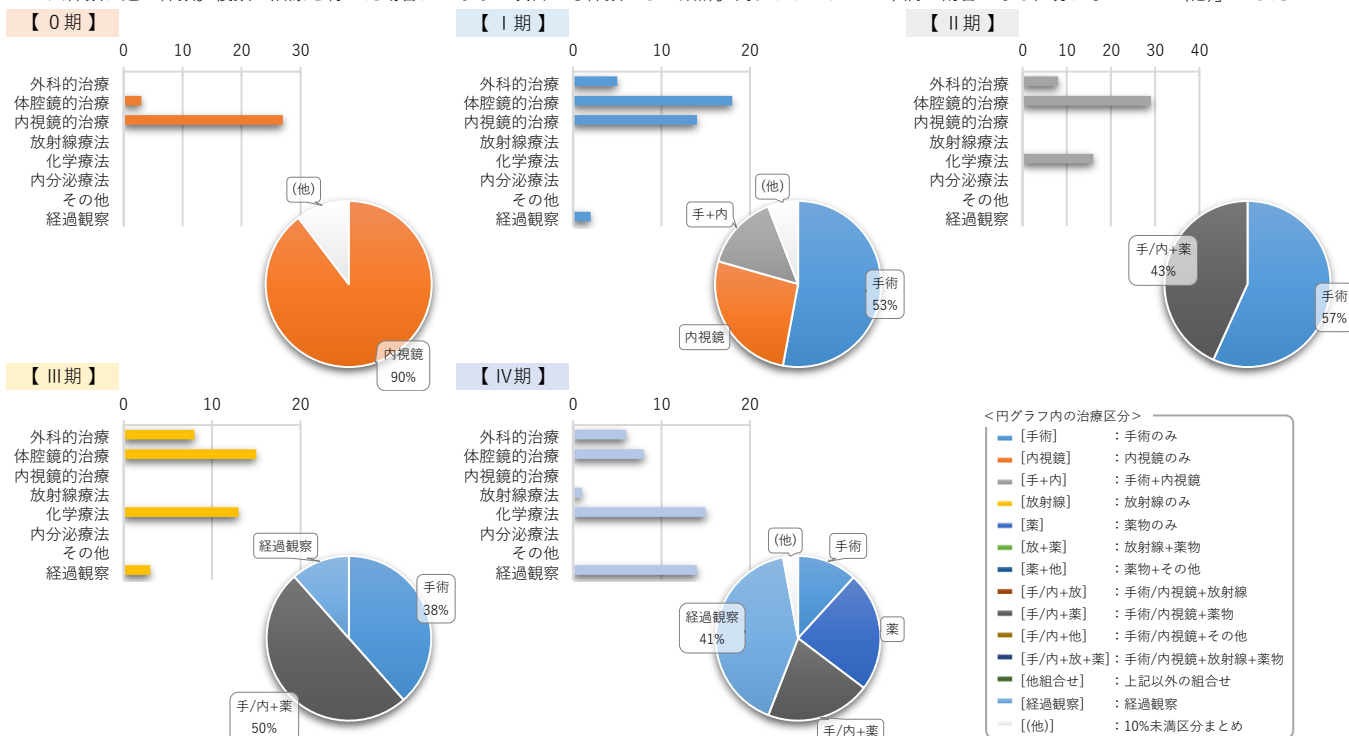 【 0期 】
0 10 20 30
外科的治療
体腔鏡的治療
内視鏡的治療
放射線療法
化学療法
内分泌療法
その他
経過観察
(他)
内視鏡
90%
【 Ⅰ期 】
0 10 20
外科的治療
体腔鏡的治療
内視鏡的治療
放射線療法
化学療法
内分泌療法
その他
経過観察
(他)
手+内
手術
53%
内視鏡
【 Ⅱ期 】
0 10 20 30 40
外科的治療
体腔鏡的治療
内視鏡的治療
放射線療法
化学療法
内分泌療法
その他
経過観察
手/内+薬
43%
手術
57%
【 Ⅲ期 】
0 10 20
外科的治療
体腔鏡的治療
内視鏡的治療
放射線療法
化学療法
内分泌療法
その他
経過観察
経過観察
手術
38%
手/内+薬
50%
【 Ⅳ期 】
0 10 20
外科的治療
体腔鏡的治療
内視鏡的治療
放射線療法
化学療法
内分泌療法
その他
経過観察
(他)
手術
経過観察
41%
薬
手/内+薬
<円グラフ内の治療区分>
[手術] :手術のみ
[内視鏡] :内視鏡のみ
[手+内] :手術+内視鏡
[放射線] :放射線のみ
[薬] :薬物のみ
[放+薬] :放射線+薬物
[薬+他] :薬物+その他
[手/内+放] :手術/内視鏡+放射線
[手/内+薬] :手術/内視鏡+薬物
[手/内+他] :手術/内視鏡+その他
[手/内+放+薬]:手術/内視鏡+放射線+薬物
[他組合せ] :上記以外の組合せ
[経過観察] :経過観察
[(他)] :10%未満区分まとめ